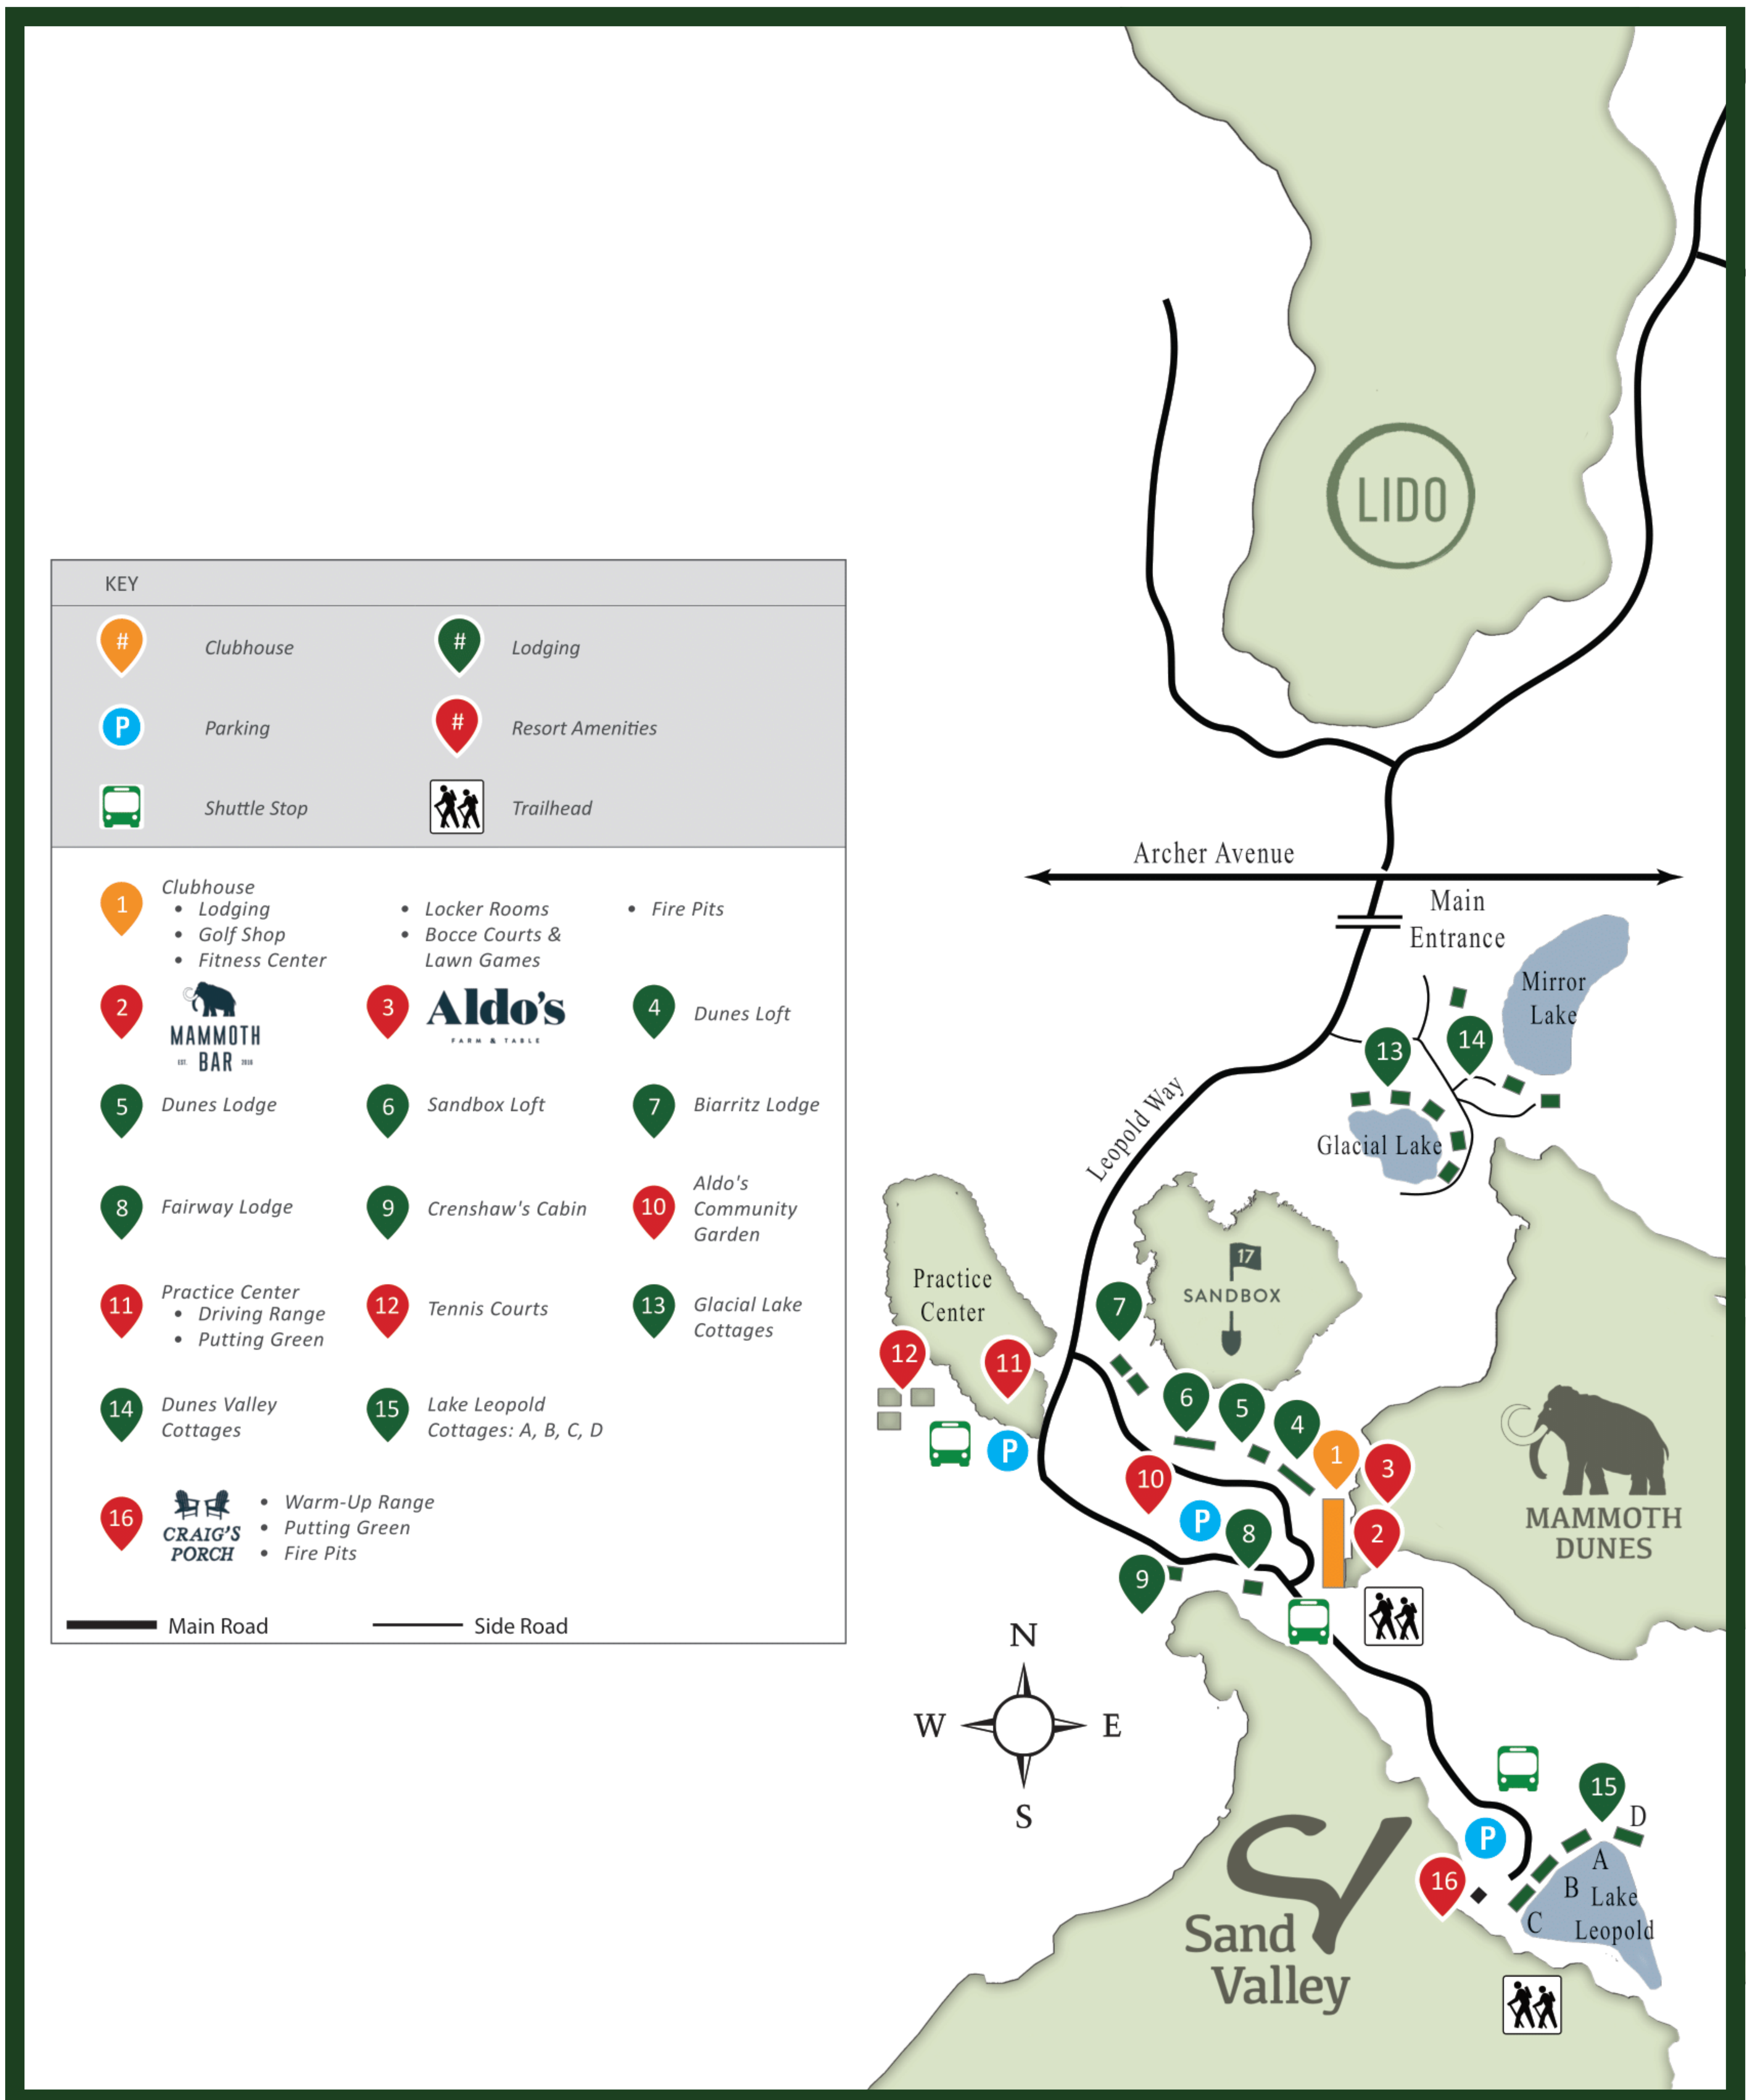 KEY
#
Clubhouse
#
Lodging
P
Parking
#
Resort Amenities
Shuttle Stop
Trailhead
1
Clubhouse
• Lodging
• Golf Shop
• Fitness Center
• Locker Rooms
• Bocce Courts &
Lawn Games
• Fire Pits
2
MAMMOTH
EST. BAR 2018
3
Aldo's
FARM & TABLE
4
Dunes Loft
5
Dunes Lodge
6
Sandbox Loft
7
Biarritz Lodge
8
Fairway Lodge
9
Crenshaw's Cabin
10
Aldo's
Community
Garden
11
Practice Center
• Driving Range
• Putting Green
12
Tennis Courts
13
Glacial Lake
Cottages
14
Dunes Valley
Cottages
15
Lake Leopold
Cottages: A, B, C, D
16
CRAIG'S
PORCH
• Warm-Up Range
• Putting Green
• Fire Pits
Main Road
Side Road
LIDO
Archer Avenue
Main
Entrance
Mirror
Lake
13
14
Glacial Lake
Leopold Way
Practice
Center
17
SANDBOX
7
12
11
6
5
4
1
3
P
10
P
8
2
9
MAMMOTH
DUNES
N
W
E
S
15
D
P
A
16
B
Lake
C
Leopold
Sand
Valley